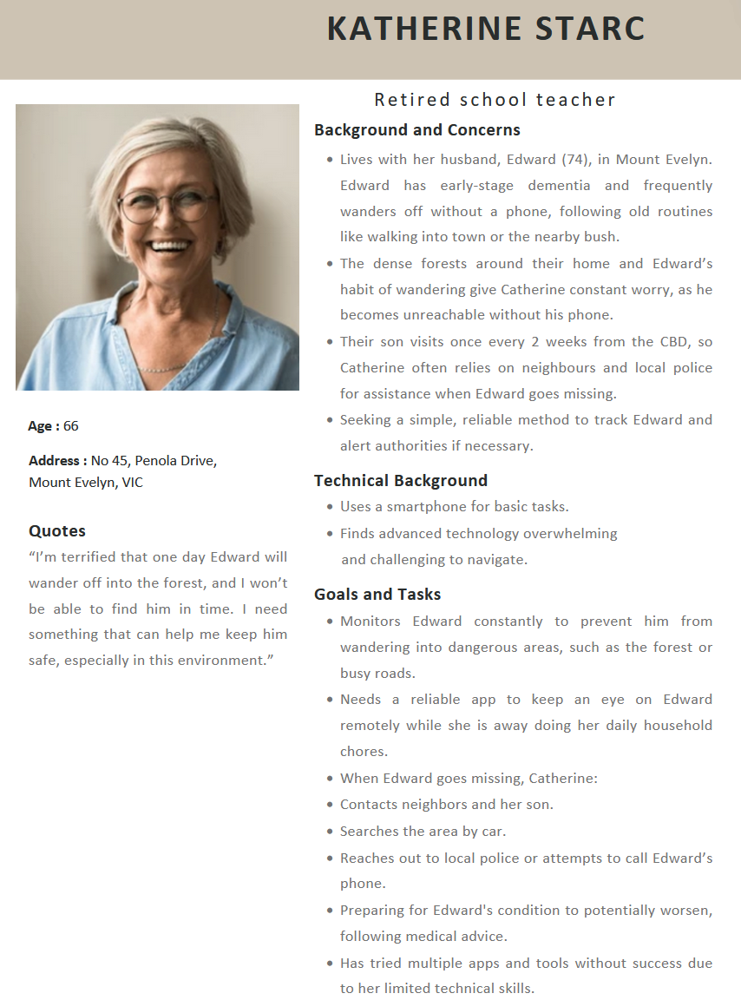 KATHERINE STARC
Retired school teacher
Background and Concerns
• Lives with her husband, Edward (74), in Mount Evelyn.
Edward has early-stage dementia and frequently
wanders off without a phone, following old routines
like walking into town or the nearby bush.
• The dense forests around their home and Edward’s
habit of wandering give Catherine constant worry, as he
becomes unreachable without his phone.
• Their son visits once every 2 weeks from the CBD, so
Catherine often relies on neighbours and local police
for assistance when Edward goes missing.
• Seeking a simple, reliable method to track Edward and
alert authorities if necessary.
Technical Background
• Uses a smartphone for basic tasks.
• Finds advanced technology overwhelming
and challenging to navigate.
Goals and Tasks
• Monitors Edward constantly to prevent him from
wandering into dangerous areas, such as the forest or
busy roads.
• Needs a reliable app to keep an eye on Edward
remotely while she is away doing her daily household
chores.
• When Edward goes missing, Catherine:
• Contacts neighbors and her son.
• Searches the area by car.
• Reaches out to local police or attempts to call Edward’s
phone.
• Preparing for Edward's condition to potentially worsen,
following medical advice.
• Has tried multiple apps and tools without success due
to her limited technical skills.
Age : 66
Address : No 45, Penola Drive,
Mount Evelyn, VIC
Quotes
“I’m terrified that one day Edward will
wander off into the forest, and I won’t
be able to find him in time. I need
something that can help me keep him
safe, especially in this environment.”